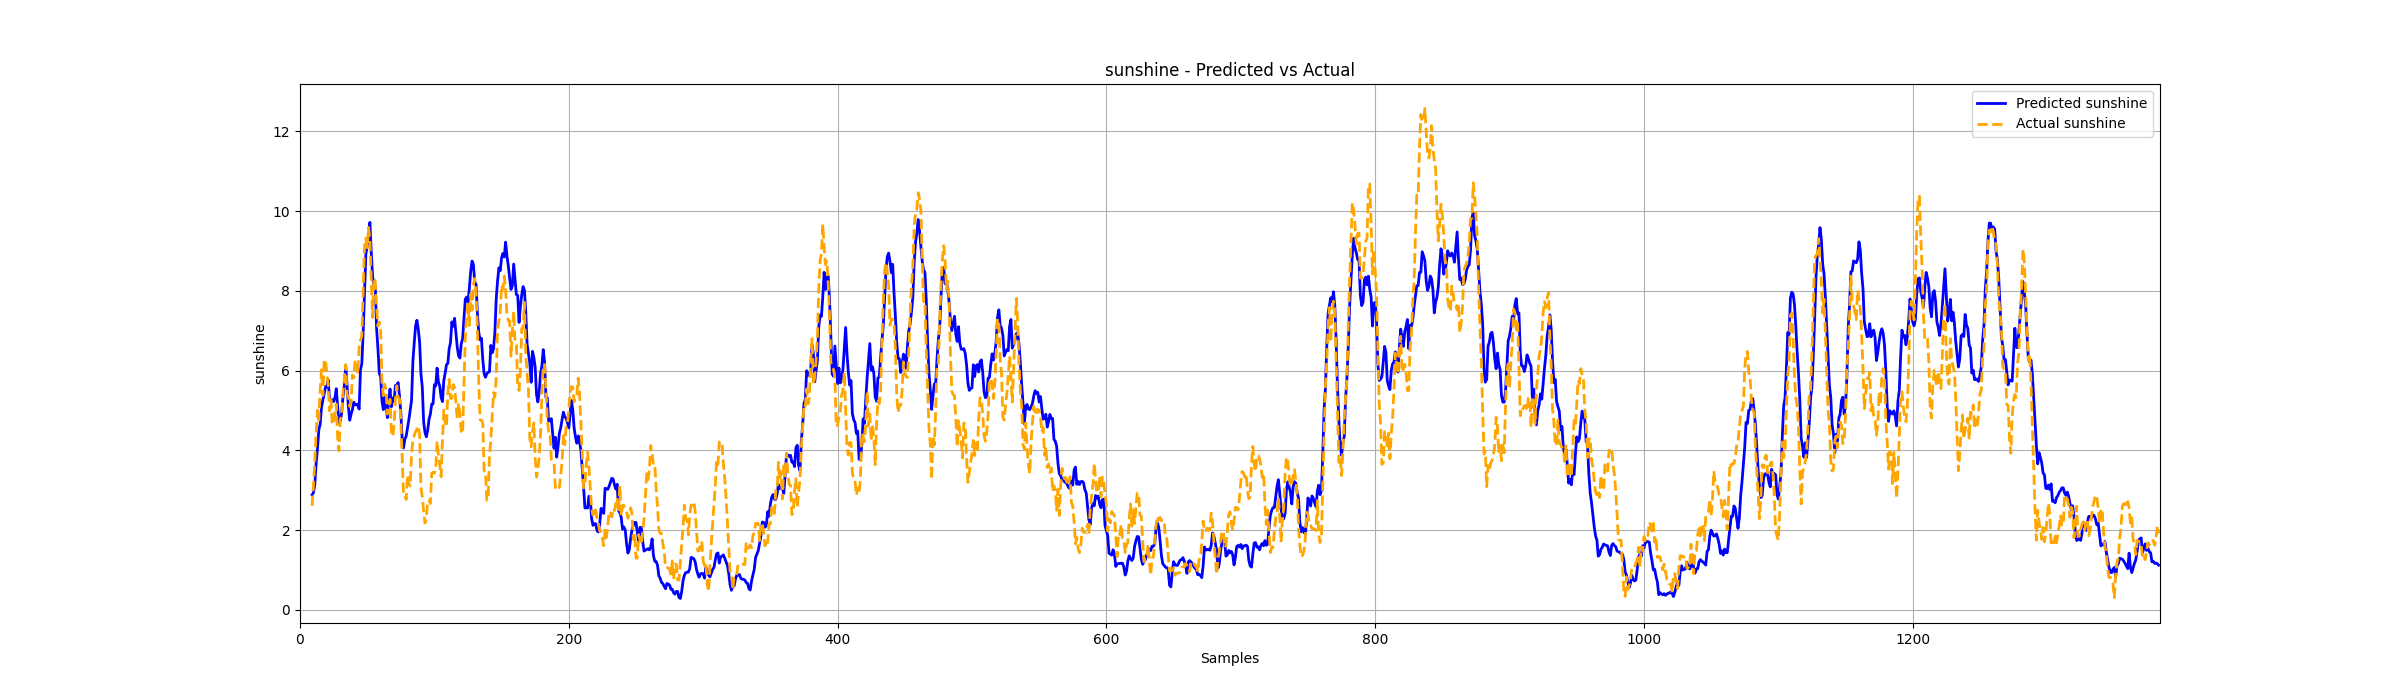 sunshine - Predicted vs Actual
Predicted sunshine
Actual sunshine
sunshine
12
10
8
6
4
2
0
0 200 400 600 800 1000 1200
Samples